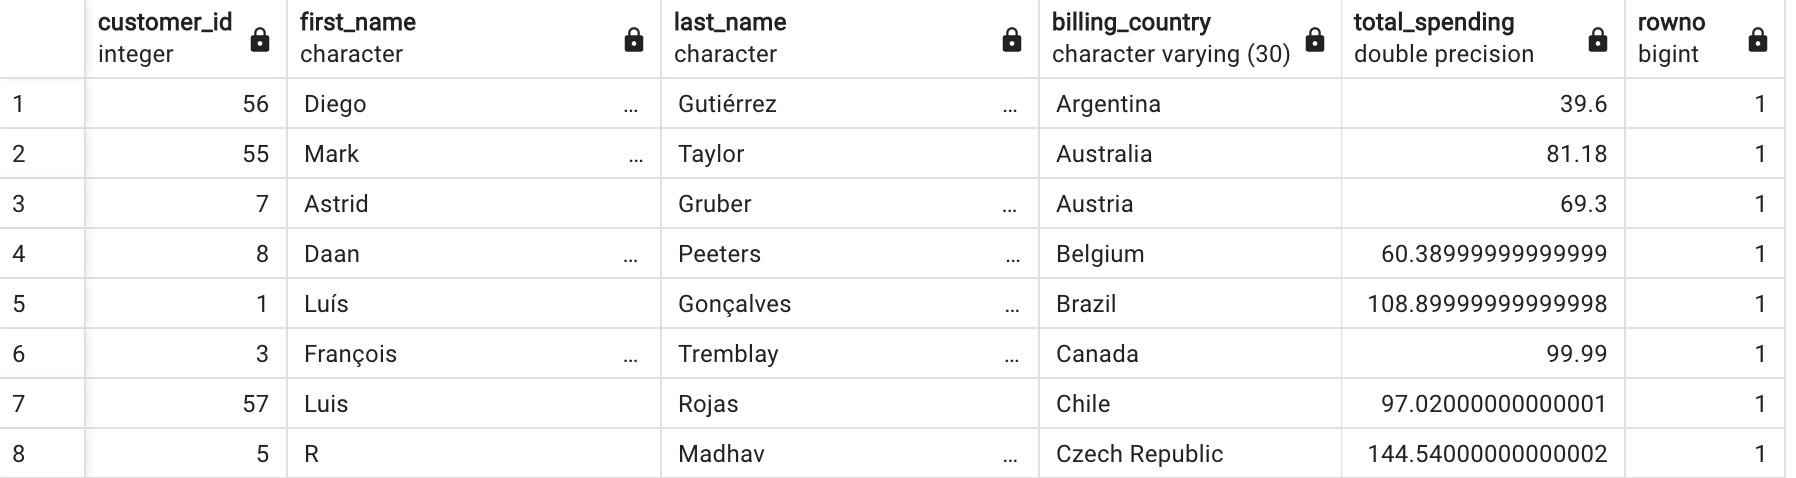 customer_id first_name last_name billing_country total_spending rowno
integer character character character varying (30) double precision bigint
1 56 Diego … Gutiérrez … Argentina 39.6 1
2 55 Mark … Taylor Australia 81.18 1
3 7 Astrid Gruber … Austria 69.3 1
4 8 Daan … Peeters … Belgium 60.38999999999999 1
5 1 Luís Gonçalves … Brazil 108.89999999999998 1
6 3 François … Tremblay … Canada 99.99 1
7 57 Luis Rojas Chile 97.02000000000001 1
8 5 R Madhav … Czech Republic 144.54000000000002 1